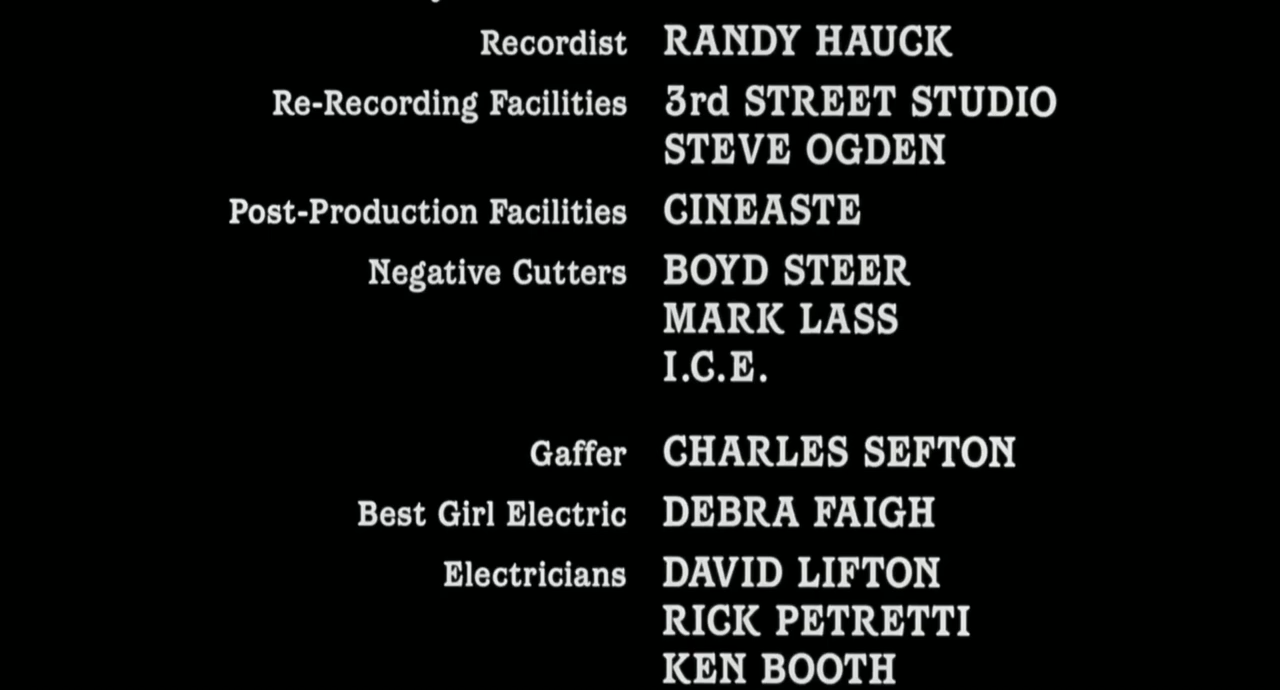 Recordist RANDY HAUCK
Re-Recording Facilities 3rd STREET STUDIO
STEVE OGDEN
Post-Production Facilities CINEASTE
Negative Cutters BOYD STEER
MARK LASS
I.C.E.
Gaffer CHARLES SEFTON
Best Girl Electric DEBRA FAIGH
Electricians DAVID LIFTON
RICK PETRETTI
KEN BOOTH